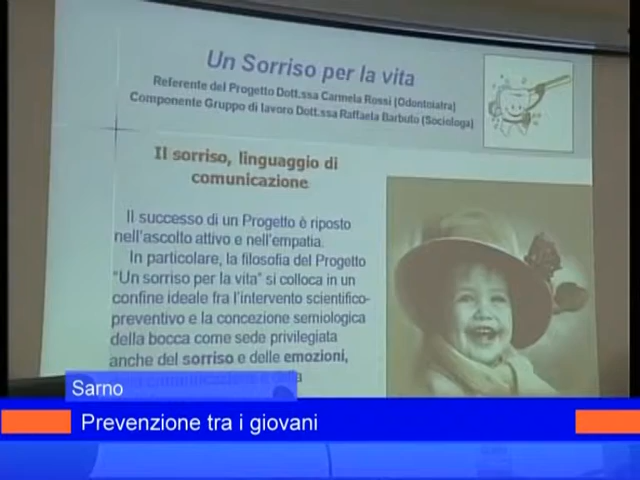 Un Sorriso per la vita
Referente del Progetto Dott.ssa Carmela Rossi (Odontoiatra)
Componente Gruppo di lavoro Dott.ssa Raffaela Barbuto (Sociologa)
Il sorriso, linguaggio di
comunicazione
Il successo di un Progetto è riposto
nell'ascolto attivo e nell'empatia.
In particolare, la filosofia del Progetto
"Un sorriso per la vita" si colloca in un
confine ideale fra l'intervento scientifico-
preventivo e la concezione semiologica
della bocca come sede privilegiata
anche del sorriso e delle emozioni,
Sarno
Prevenzione tra i giovani